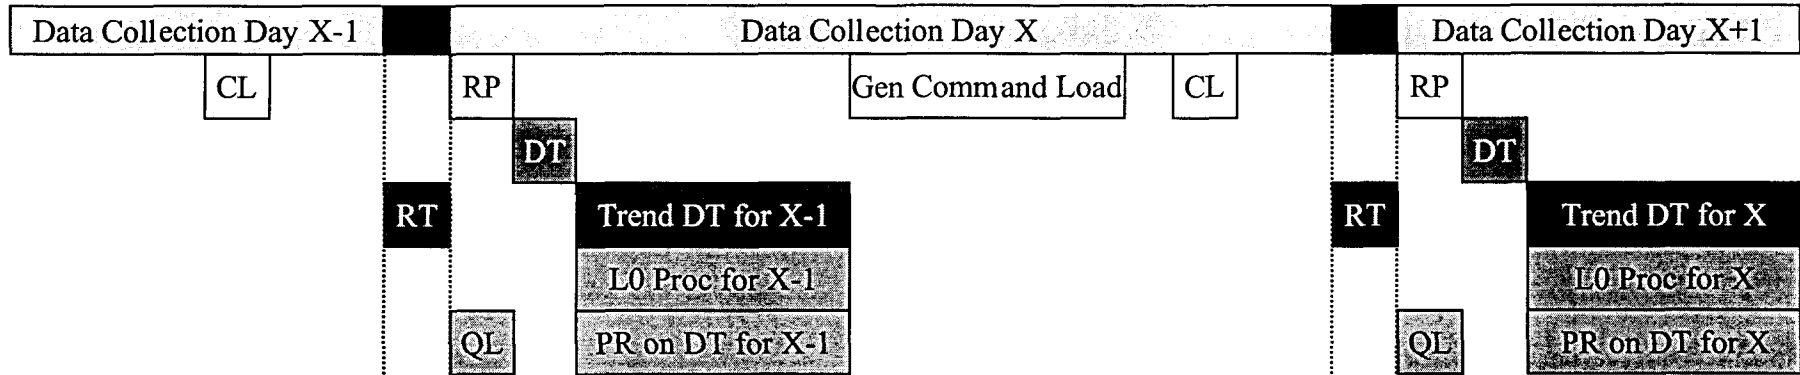 Data Collection Day X-1
Data Collection Day X
Data Collection Day X+1
CL
RP
Gen Command Load
CL
RP
DT
DT
RT
Trend DT for X-1
RT
Trend DT for X
L0 Proc for X-1
L0 Proc for X
QL
PR on DT for X-1
QL
PR on DT for X